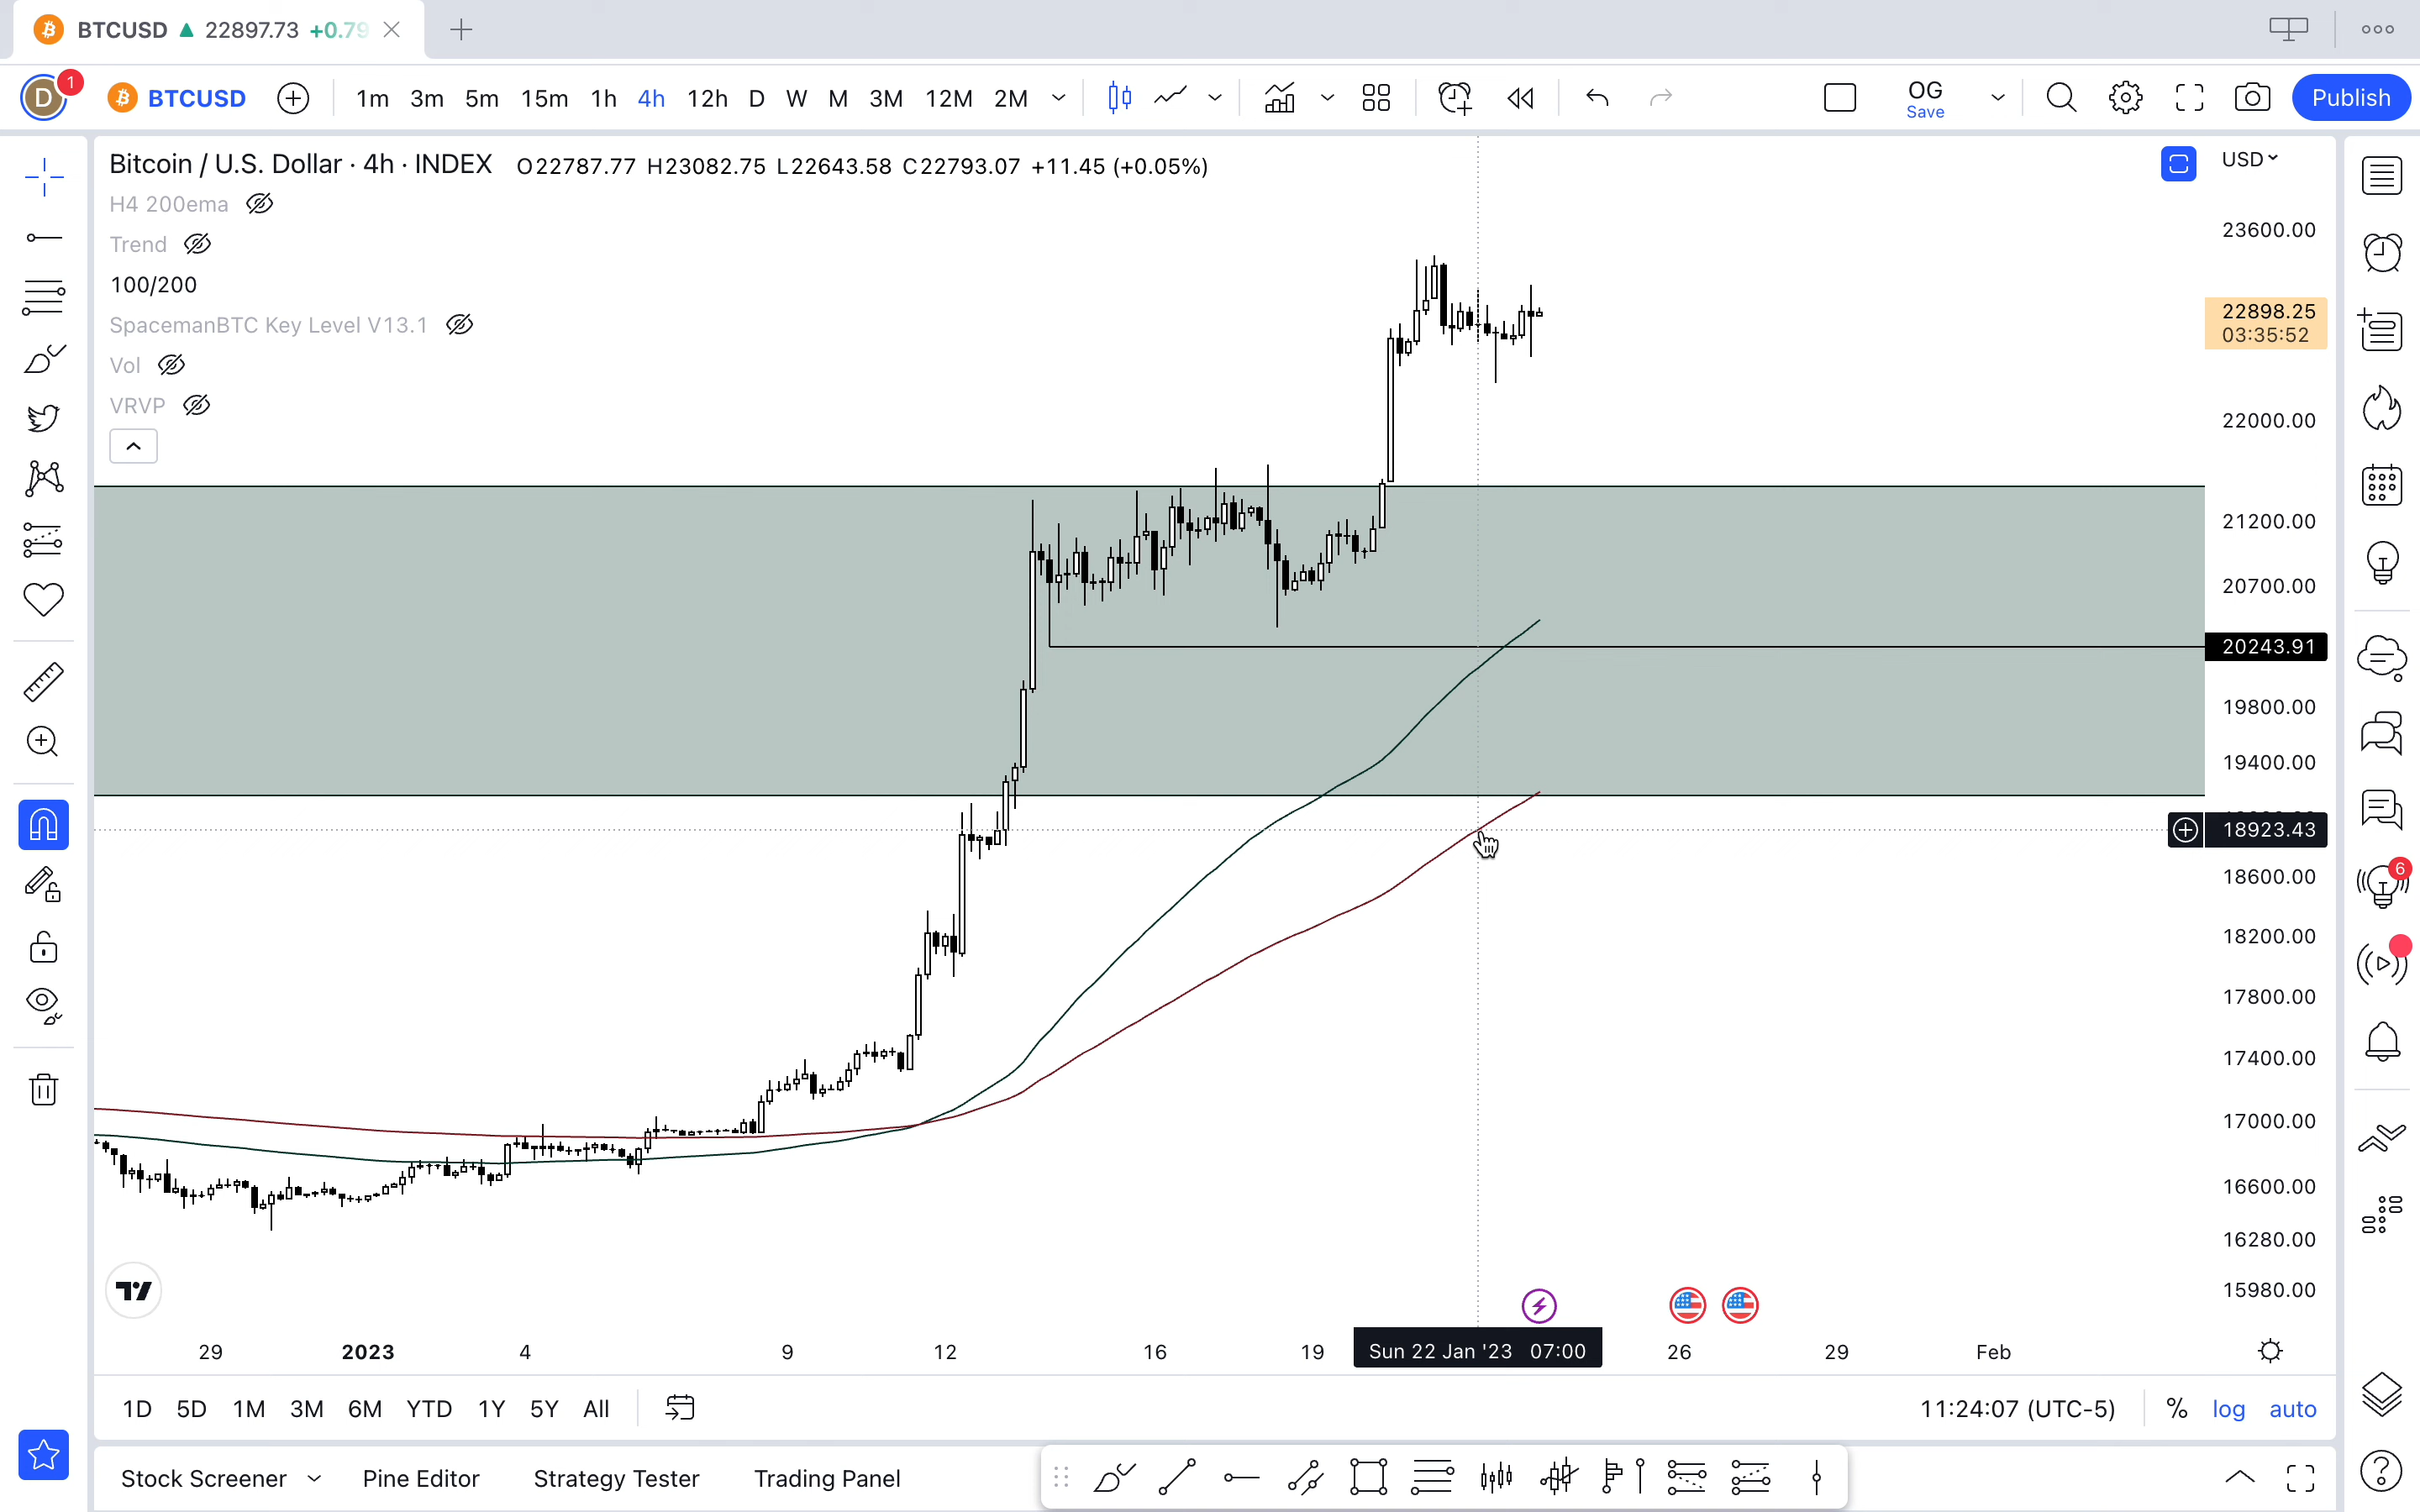 BTCUSD ▲ 22897.73 +0.79
D 1 BTCUSD 1m 3m 5m 15m 1h 4h 12h D W M 3M 12M 2M OG Publish
Save
Bitcoin / U.S. Dollar · 4h · INDEX O22787.77 H23082.75 L22643.58 C22793.07 +11.45 (+0.05%)
USD
H4 200ema
Trend
100/200
SpacemanBTC Key Level V13.1
Vol
VRVP
23600.00
22898.25
03:35:52
22000.00
21200.00
20700.00
20243.91
19800.00
19400.00
18923.43
18600.00
18200.00
17800.00
17400.00
17000.00
16600.00
16280.00
15980.00
6
29 2023 4 9 12 16 19 Sun 22 Jan '23 07:00 26 29 Feb
1D 5D 1M 3M 6M YTD 1Y 5Y All 11:24:07 (UTC-5) % log auto
Stock Screener Pine Editor Strategy Tester Trading Panel